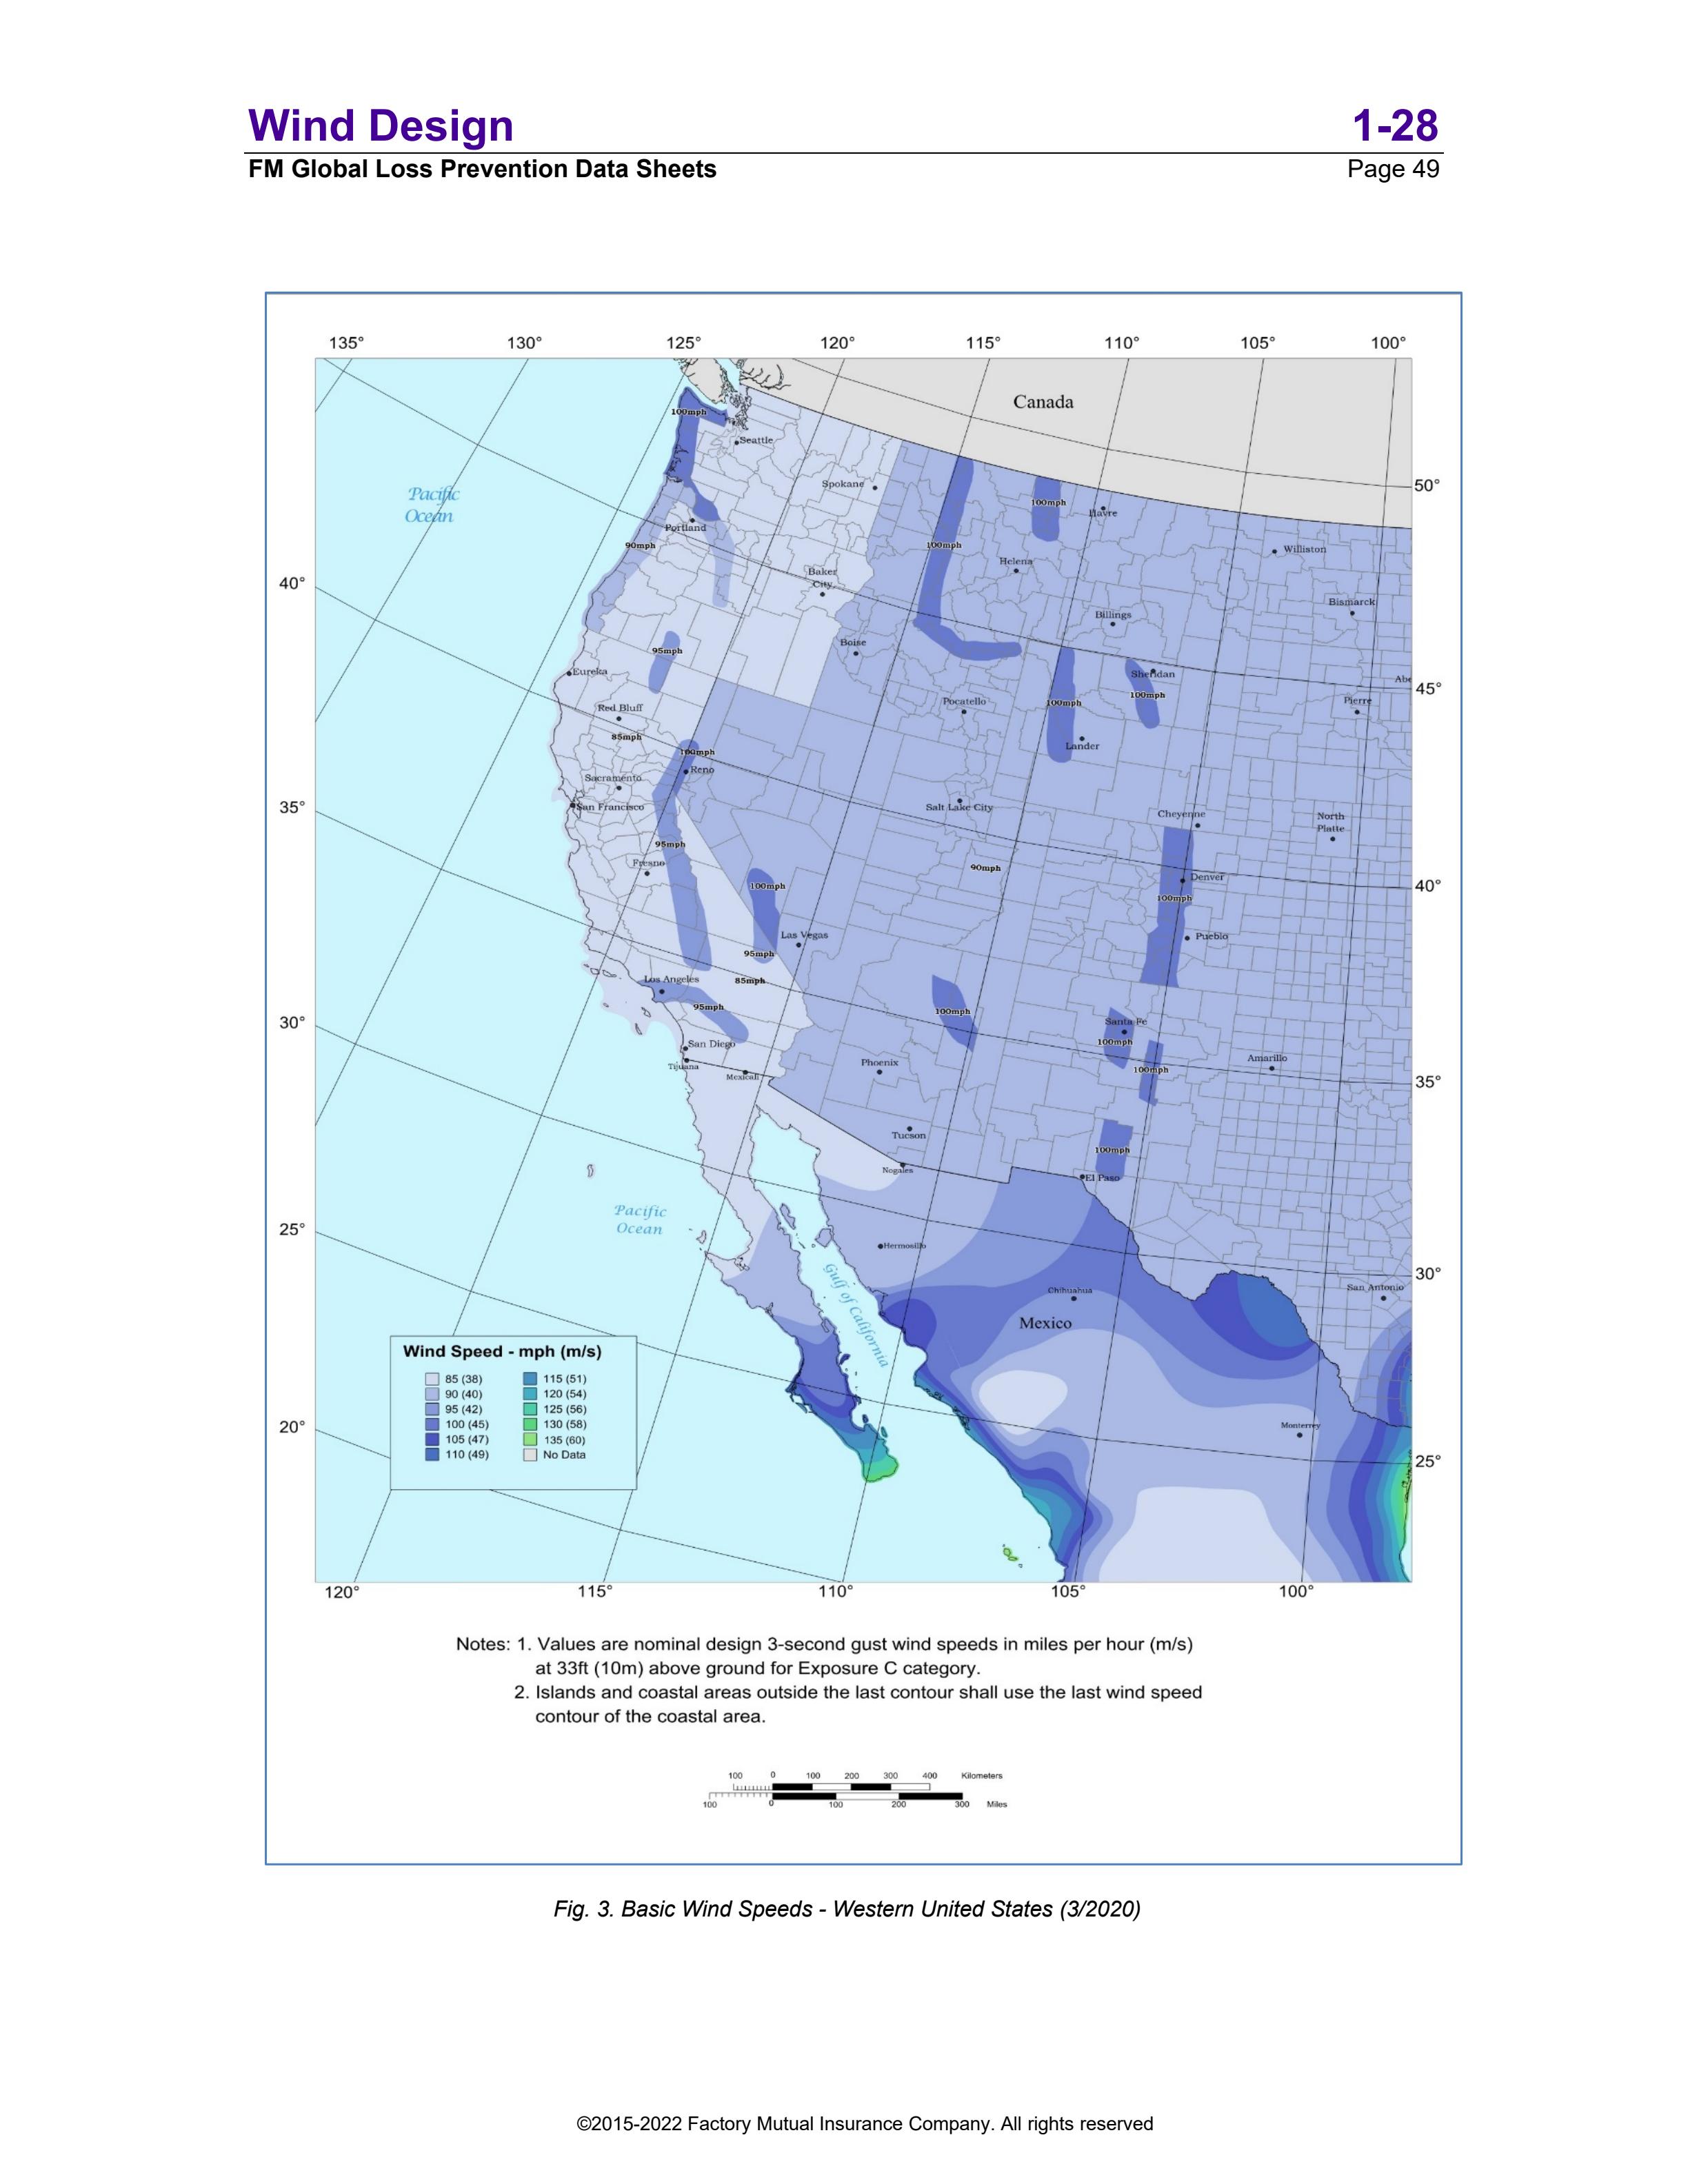 Wind Design 1-28
FM Global Loss Prevention Data Sheets Page 49
135° 130° 125° 120° 115° 110° 105° 100°
Canada
100mph
Seattle
Pacific
Ocean
Spokane
50°
100mph
Havre
Portland
90mph
100mph
Williston
Helena
40°
Baker
City
Bismarck
Billings
Boise
95mph
Eureka
Sheridan
Abe
45°
100mph
Pocatello
100mph
Pierre
Red Bluff
85mph
Lander
100mph
Reno
Sacramento
San Francisco
35°
Salt Lake City
Cheyenne
North
Platte
95mph
Fresno
90mph
100mph
Denver
40°
100mph
Las Vegas
Pueblo
95mph
Los Angeles
85mph
95mph
100mph
30°
Santa Fe
100mph
San Diego
Tijuana
Mexicali
Phoenix
Amarillo
100mph
35°
Tucson
100mph
Nogales
El Paso
Pacific
Ocean
25°
Hermosillo
Gulf of California
30°
San Antonio
Chihuahua
Mexico
Wind Speed - mph (m/s)
85 (38) 115 (51)
90 (40) 120 (54)
95 (42) 125 (56)
100 (45) 130 (58)
105 (47) 135 (60)
110 (49) No Data
20°
Monterrey
25°
120° 115° 110° 105° 100°
Notes: 1. Values are nominal design 3-second gust wind speeds in miles per hour (m/s)
at 33ft (10m) above ground for Exposure C category.
2. Islands and coastal areas outside the last contour shall use the last wind speed
contour of the coastal area.
100 0 100 200 300 400 Kilometers
100 0 100 200 300 Miles
Fig. 3. Basic Wind Speeds - Western United States (3/2020)
©2015-2022 Factory Mutual Insurance Company. All rights reserved